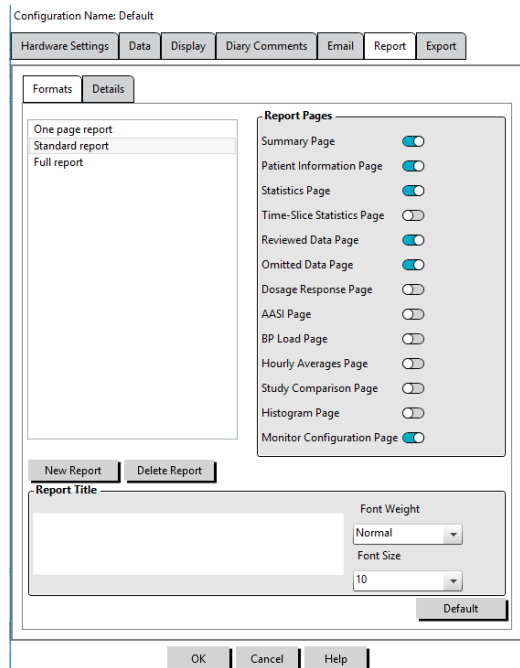 Configuration Name: Default
Hardware Settings Data Display Diary Comments Email Report Export
Formats Details
One page report
Standard report
Full report
Report Pages
Summary Page
Patient Information Page
Statistics Page
Time-Slice Statistics Page
Reviewed Data Page
Omitted Data Page
Dosage Response Page
AASI Page
BP Load Page
Hourly Averages Page
Study Comparison Page
Histogram Page
Monitor Configuration Page
New Report Delete Report
Report Title
Font Weight
Normal
Font Size
10
Default
OK Cancel Help